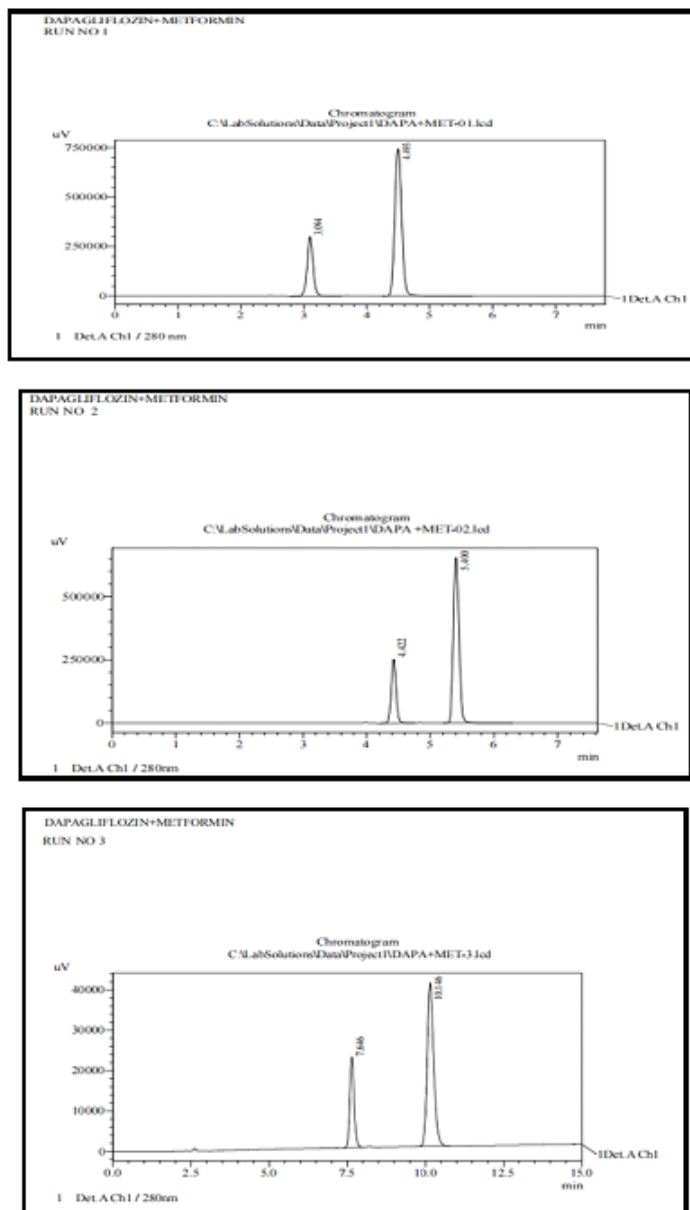 DAPAGLIFLOZIN+METFORMIN
RUN NO 1
Chromatogram
C:\LabSolutions\Data\Project1\DAPA+MET-01.lcd
uV
750000
4.495
500000
3.094
250000
0
1Det.A Ch1
0 1 2 3 4 5 6 7
min
1 Det.A Ch1 / 280 nm
DAPAGLIFLOZIN+METFORMIN
RUN NO 2
Chromatogram
C:\LabSolutions\Data\Project1\DAPA +MET-02.lcd
uV
5.400
500000
4.422
250000
0
1Det.A Ch1
0 1 2 3 4 5 6 7
min
1 Det.A Ch1 / 280nm
DAPAGLIFLOZIN+METFORMIN
RUN NO 3
Chromatogram
C:\LabSolutions\Data\Project1\DAPA+MET-3.lcd
uV
40000
10.146
30000
7.646
20000
10000
0
1Det.A Ch1
0.0 2.5 5.0 7.5 10.0 12.5 15.0
min
1 Det.A Ch1 / 280nm